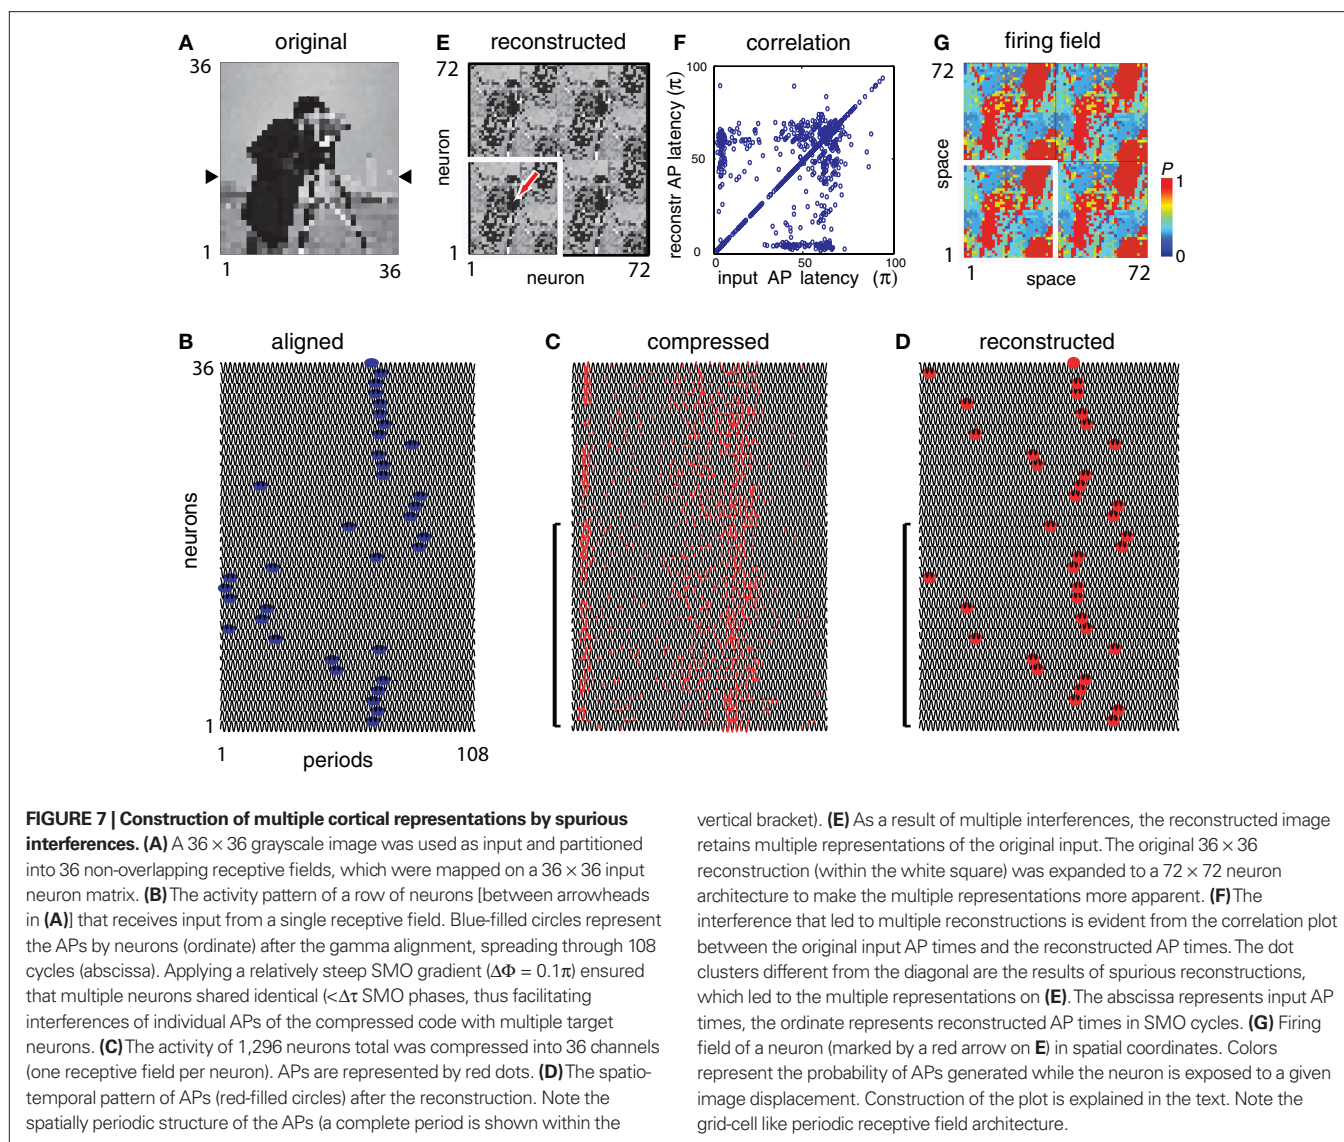 A original
36
1
1
36
E reconstructed
72
neuron
1
1
neuron
72
F correlation
100
reconstr AP latency (π)
50
0
0
50
100
input AP latency (π)
G firing field
72
space
1
1
space
72
P
1
0
B aligned
36
neurons
1
1
periods
108
C compressed
D reconstructed
FIGURE 7 | Construction of multiple cortical representations by spurious
interferences. (A) A 36 × 36 grayscale image was used as input and partitioned
into 36 non-overlapping receptive fields, which were mapped on a 36 × 36 input
neuron matrix. (B) The activity pattern of a row of neurons [between arrowheads
in (A)] that receives input from a single receptive field. Blue-filled circles represent
the APs by neurons (ordinate) after the gamma alignment, spreading through 108
cycles (abscissa). Applying a relatively steep SMO gradient (ΔΦ = 0.1π) ensured
that multiple neurons shared identical (<Δτ SMO phases, thus facilitating
interferences of individual APs of the compressed code with multiple target
neurons. (C) The activity of 1,296 neurons total was compressed into 36 channels
(one receptive field per neuron). APs are represented by red dots. (D) The spatio-
temporal pattern of APs (red-filled circles) after the reconstruction. Note the
spatially periodic structure of the APs (a complete period is shown within the
vertical bracket). (E) As a result of multiple interferences, the reconstructed image
retains multiple representations of the original input. The original 36 × 36
reconstruction (within the white square) was expanded to a 72 × 72 neuron
architecture to make the multiple representations more apparent. (F) The
interference that led to multiple reconstructions is evident from the correlation plot
between the original input AP times and the reconstructed AP times. The dot
clusters different from the diagonal are the results of spurious reconstructions,
which led to the multiple representations on (E). The abscissa represents input AP
times, the ordinate represents reconstructed AP times in SMO cycles. (G) Firing
field of a neuron (marked by a red arrow on E) in spatial coordinates. Colors
represent the probability of APs generated while the neuron is exposed to a given
image displacement. Construction of the plot is explained in the text. Note the
grid-cell like periodic receptive field architecture.